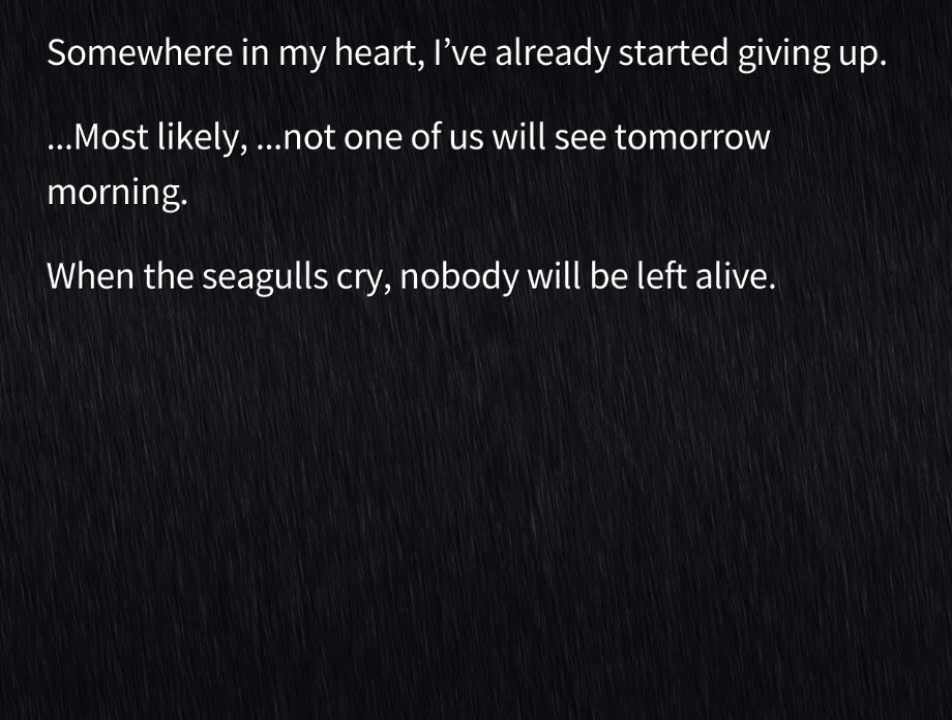 Somewhere in my heart, I’ve already started giving up.
...Most likely, ...not one of us will see tomorrow
morning.
When the seagulls cry, nobody will be left alive.